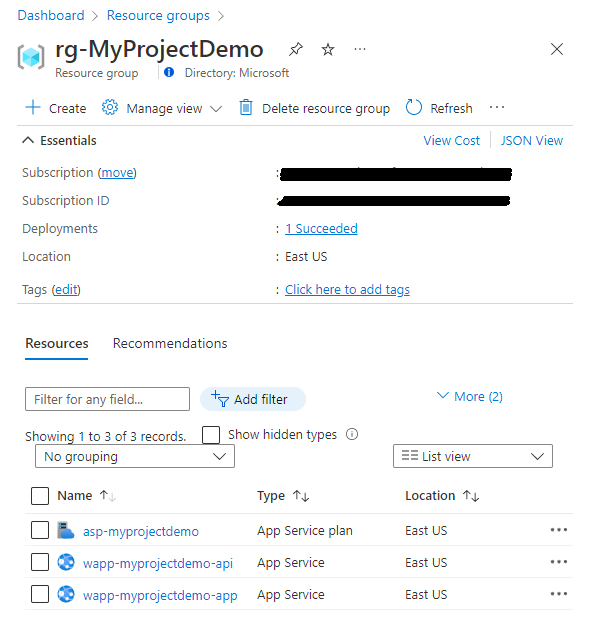 Dashboard > Resource groups >
rg-MyProjectDemo
Resource group Directory: Microsoft
Create Manage view Delete resource group Refresh
Essentials View Cost JSON View
Subscription (move) :
Subscription ID :
Deployments : 1 Succeeded
Location : East US
Tags (edit) : Click here to add tags
Resources Recommendations
Filter for any field... Add filter More (2)
Showing 1 to 3 of 3 records. Show hidden types
No grouping List view
Name Type Location
asp-myprojectdemo App Service plan East US
wapp-myprojectdemo-api App Service East US
wapp-myprojectdemo-app App Service East US